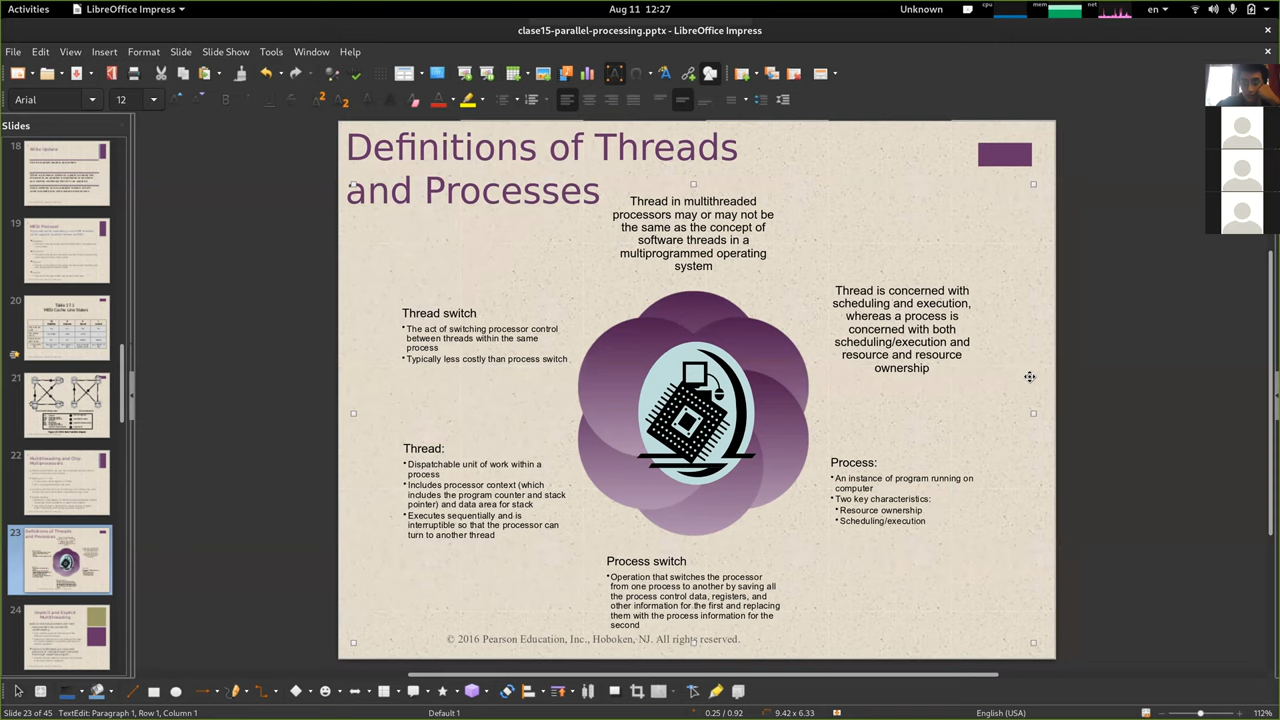 Activities
LibreOffice Impress
Aug 11 12:27
Unknown
cpu
mem
net
en
clase15-parallel-processing.pptx - LibreOffice Impress
File Edit View Insert Format Slide Slide Show Tools Window Help
Arial
12
Slides
18
19
20
21
22
23
24
Definitions of Threads
and Processes
Thread in multithreaded
processors may or may not be
the same as the concept of
software threads in a
multiprogrammed operating
system
Thread is concerned with
scheduling and execution,
whereas a process is
concerned with both
scheduling/execution and
resource and resource
ownership
Thread switch
•The act of switching processor control
between threads within the same
process
•Typically less costly than process switch
Thread:
•Dispatchable unit of work within a
process
•Includes processor context (which
includes the program counter and stack
pointer) and data area for stack
•Executes sequentially and is
interruptible so that the processor can
turn to another thread
Process:
•An instance of program running on
computer
•Two key characteristics:
•Resource ownership
•Scheduling/execution
Process switch
•Operation that switches the processor
from one process to another by saving all
the process control data, registers, and
other information for the first and replacing
them with the process information for the
second
© 2016 Pearson Education, Inc., Hoboken, NJ. All rights reserved.
Slide 23 of 45
TextEdit: Paragraph 1, Row 1, Column 1
Default 1
0.25 / 0.92
9.42 x 6.33
English (USA)
112%